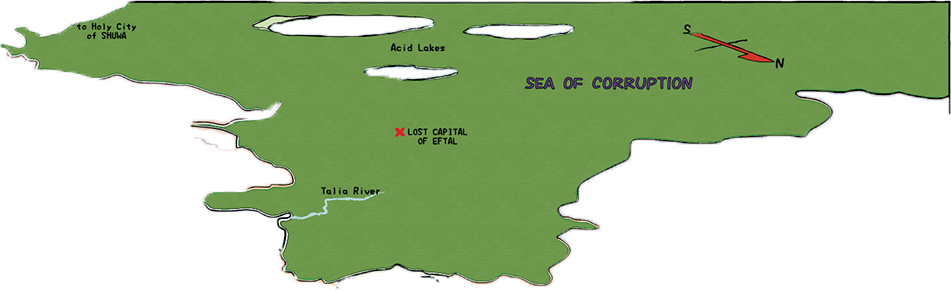 to Holy City
of SHUWA
Acid Lakes
S
N
SEA OF CORRUPTION
LOST CAPITAL
OF EFTAL
Talia River